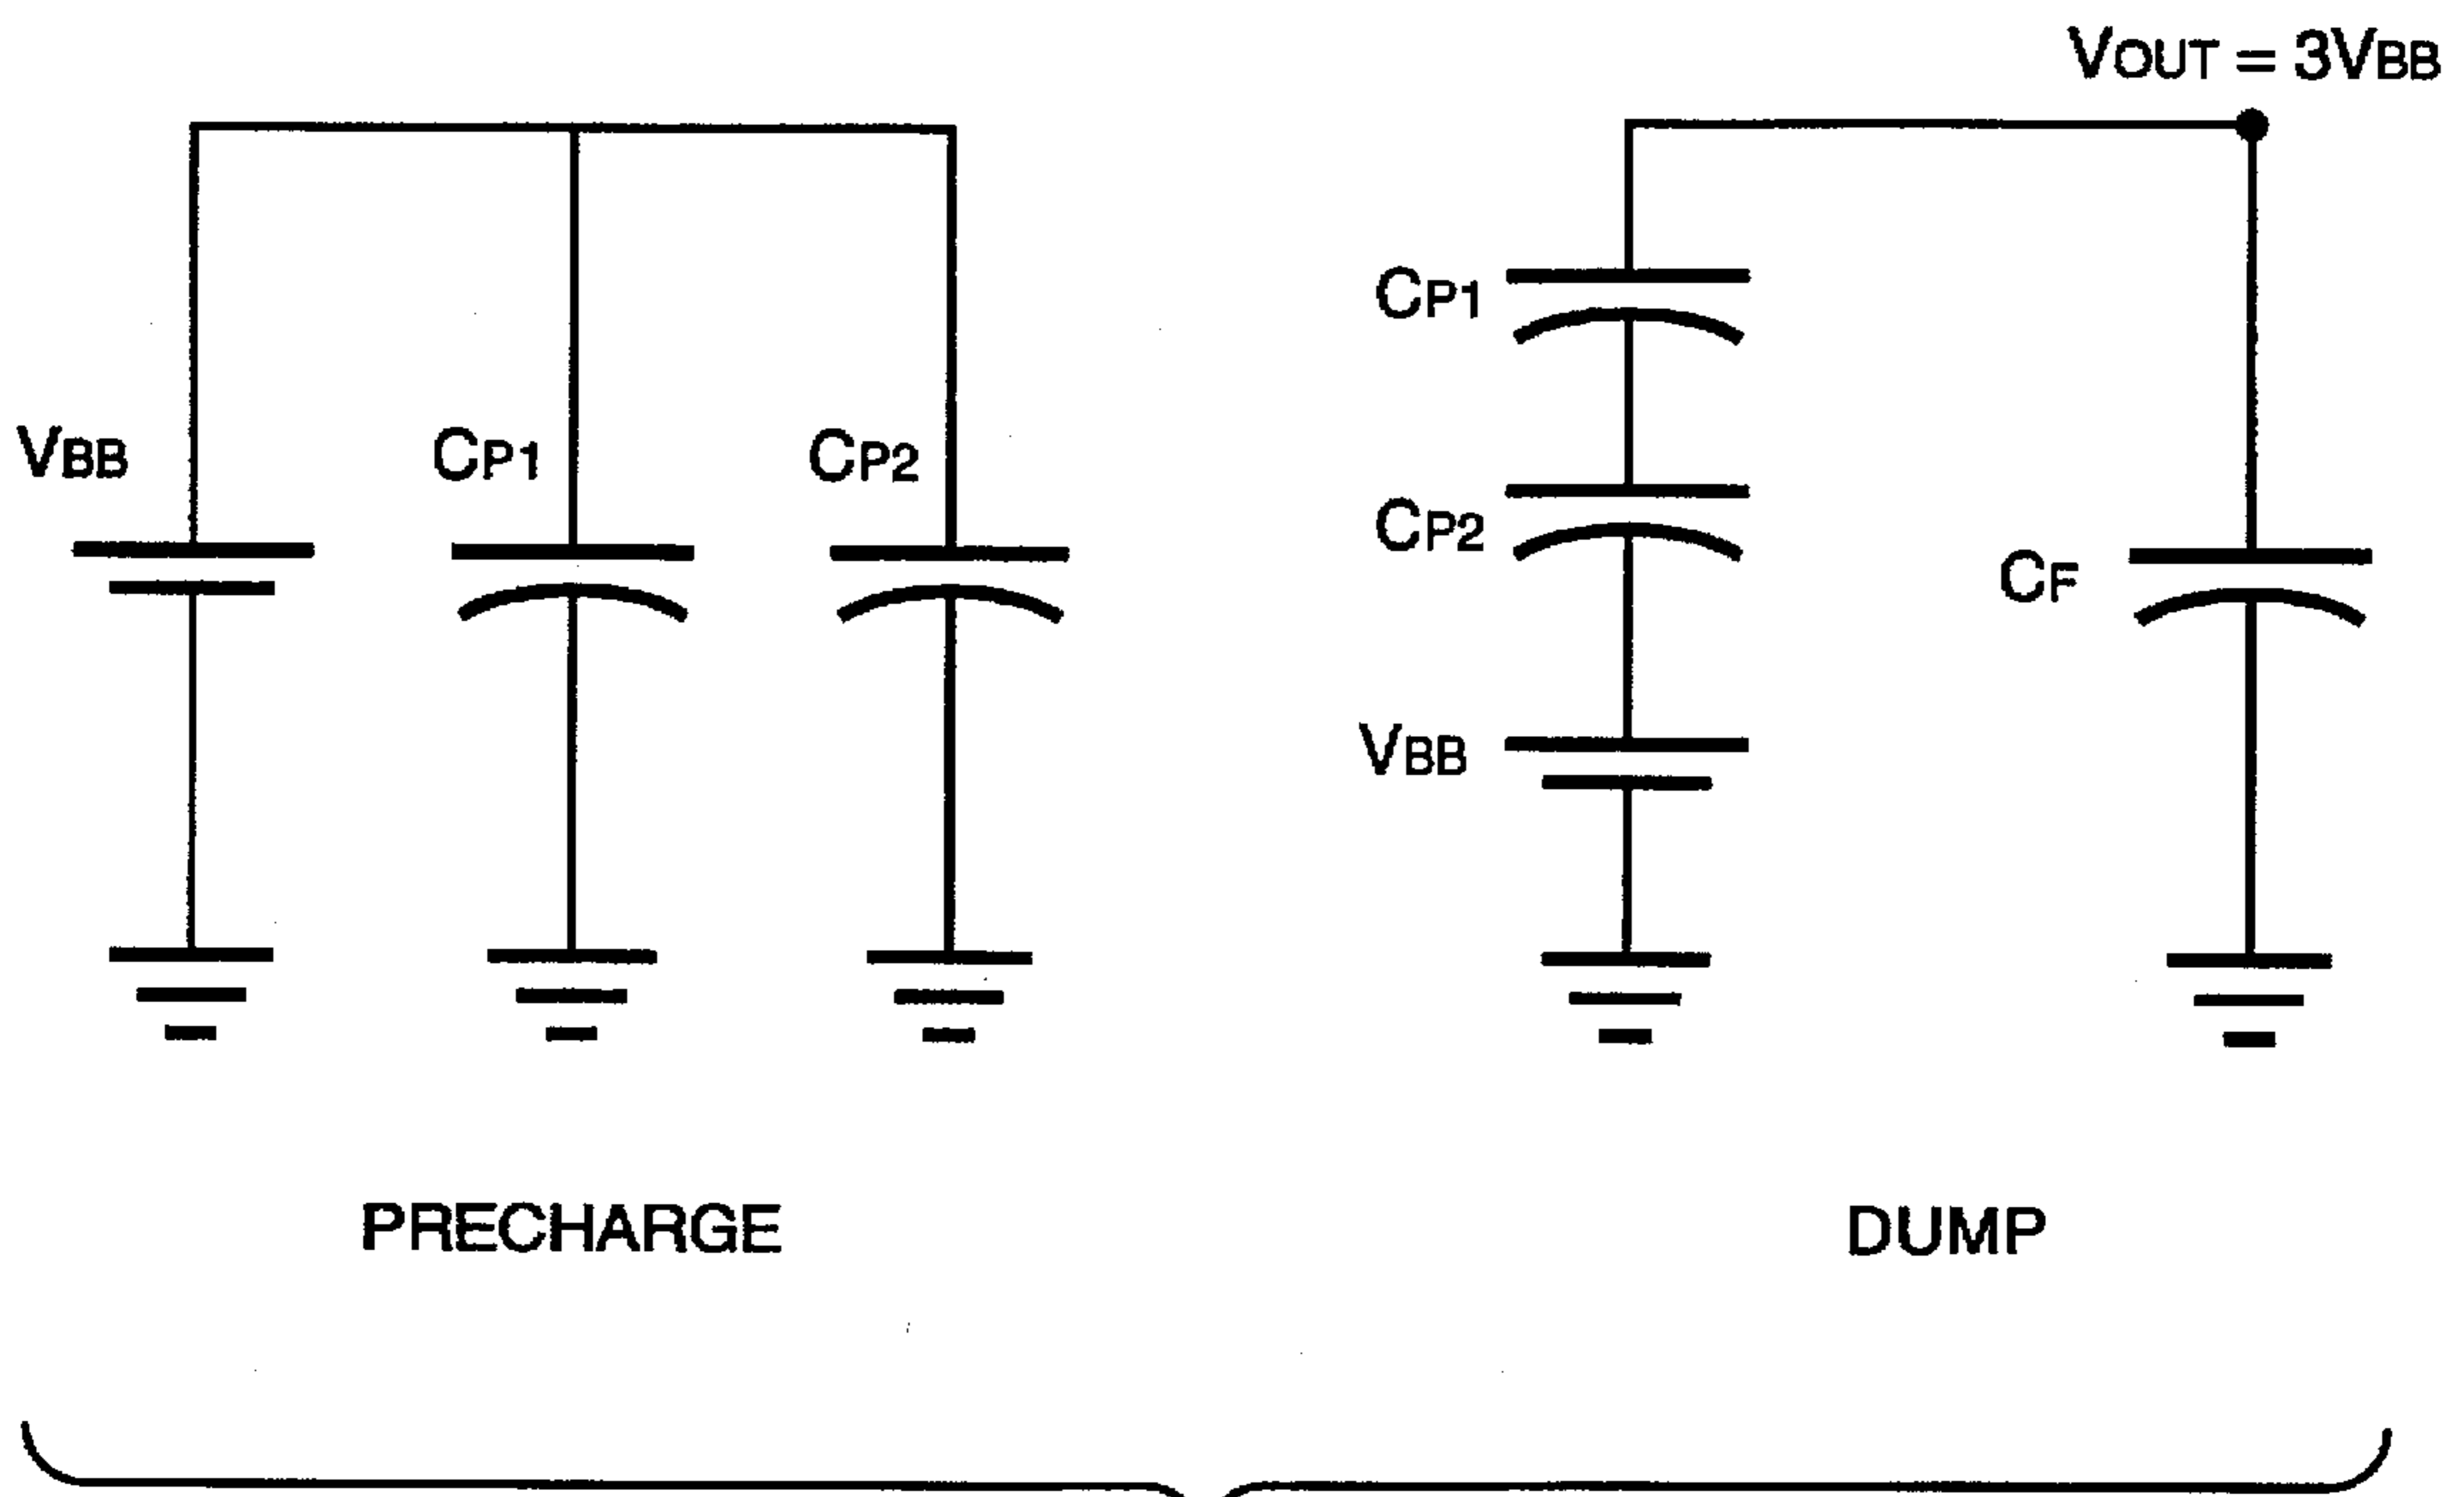 VOUT = 3VBB
VBB
CP1
CP2
CP1
CP2
VBB
CF
PRECHARGE
DUMP